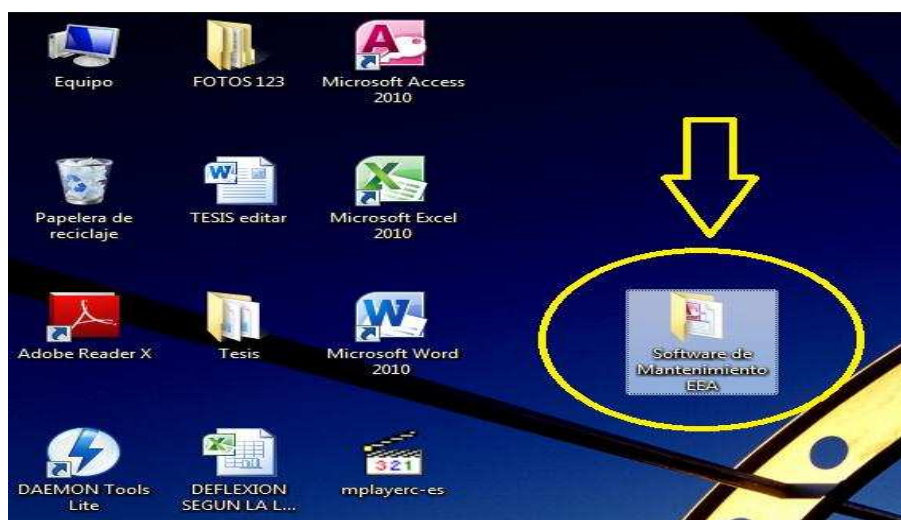 Equipo
FOTOS 123
Microsoft Access
2010
Papelera de
reciclaje
TESIS editar
Microsoft Excel
2010
Adobe Reader X
Tesis
Microsoft Word
2010
Software de
Mantenimiento
EEA
DAEMON Tools
Lite
DEFLEXION
SEGUN LA L...
321
mplayerc-es